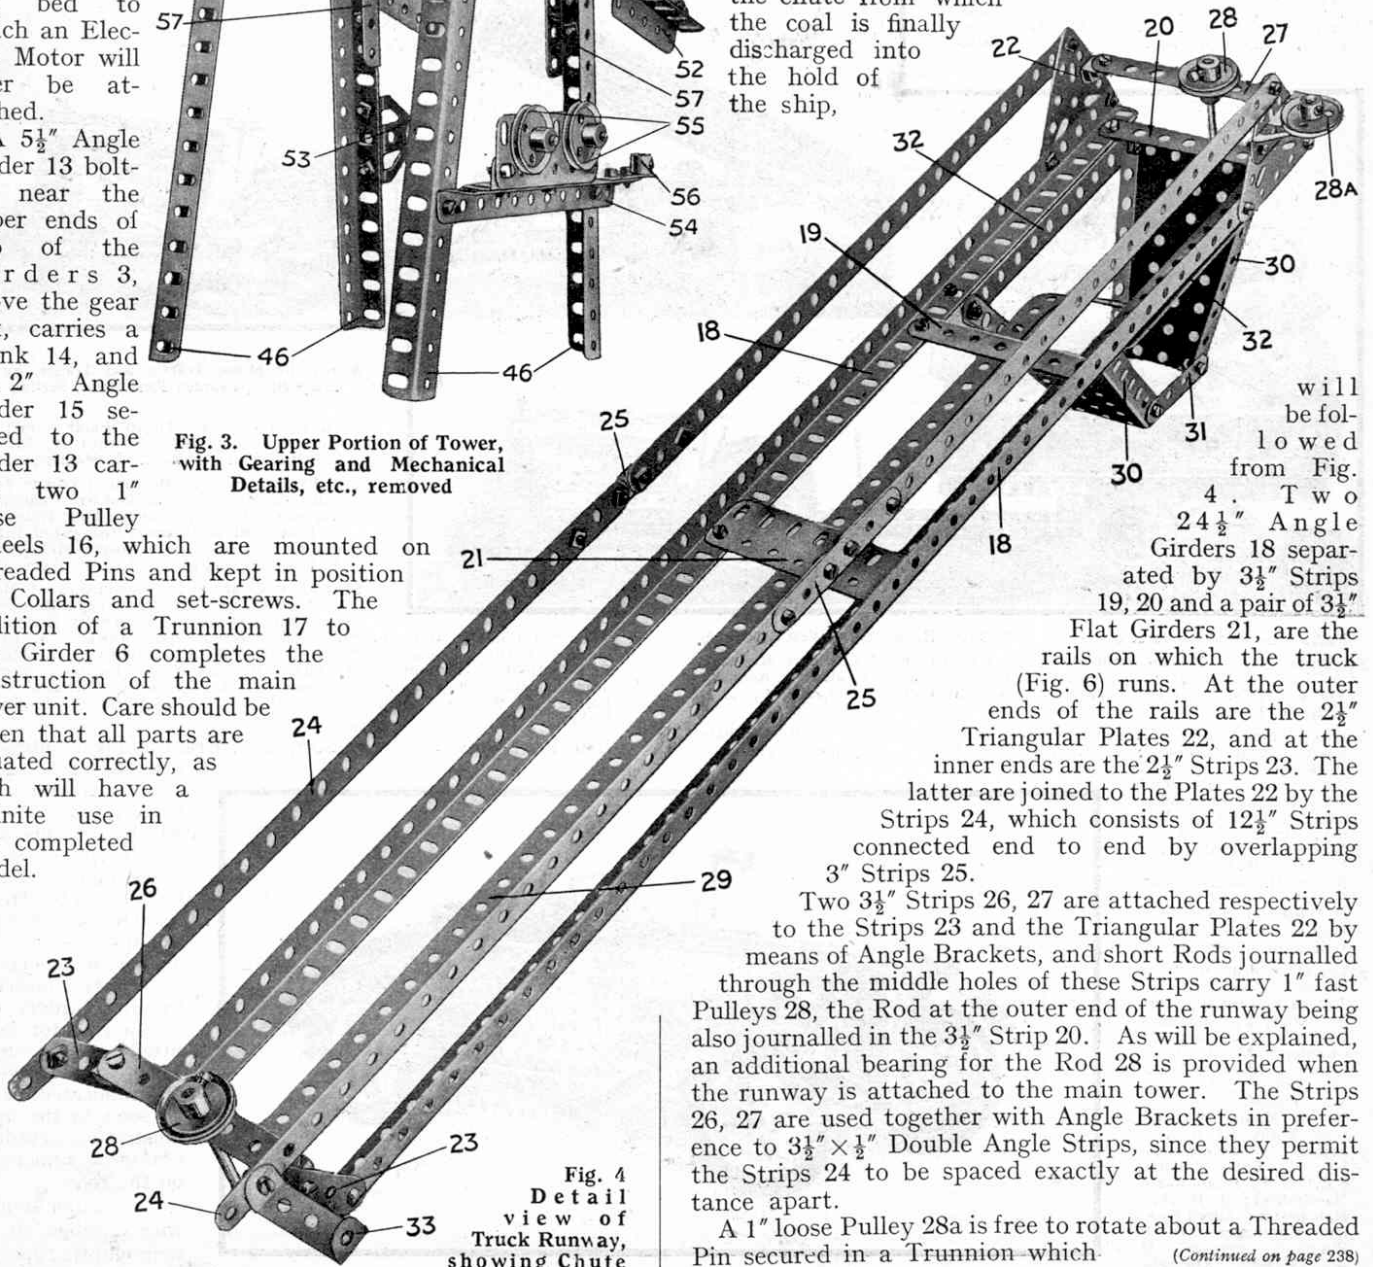 bed to
an Elec-
Motor will
be at-
5½″ Angle
13 bolt-
near the
ends of
of the
3,
the gear
carries a
14, and
2″ Angle
15 se-
to the
13 car-
two 1″
Pulley
16, which are mounted on
Pins and kept in position
Collars and set-screws. The
of a Trunnion 17 to
Girder 6 completes the
of the main
unit. Care should be
that all parts are
correctly, as
will have a
use in
completed
57
52
57
55
53
56
54
46
46
Fig. 3. Upper Portion of Tower,
with Gearing and Mechanical
Details, etc., removed
the chute from which
the coal is finally
discharged into
the hold of
the ship,
22
20
28
27
32
28A
19
30
18
32
25
31
30
21
18
25
24
29
26
23
28
23
24
33
Fig. 4
Detail
view of
Truck Runway,
showing Chute
will
be fol-
lowed
from Fig.
4. Two
24½″ Angle
Girders 18 separ-
ated by 3½″ Strips
19, 20 and a pair of 3½″
Flat Girders 21, are the
rails on which the truck
(Fig. 6) runs. At the outer
ends of the rails are the 2½″
Triangular Plates 22, and at the
inner ends are the 2½″ Strips 23. The
latter are joined to the Plates 22 by the
Strips 24, which consists of 12½″ Strips
connected end to end by overlapping
3″ Strips 25.
Two 3½″ Strips 26, 27 are attached respectively
to the Strips 23 and the Triangular Plates 22 by
means of Angle Brackets, and short Rods journalled
through the middle holes of these Strips carry 1″ fast
Pulleys 28, the Rod at the outer end of the runway being
also journalled in the 3½″ Strip 20. As will be explained,
an additional bearing for the Rod 28 is provided when
the runway is attached to the main tower. The Strips
26, 27 are used together with Angle Brackets in prefer-
ence to 3½″ × ½″ Double Angle Strips, since they permit
the Strips 24 to be spaced exactly at the desired dis-
tance apart.
A 1″ loose Pulley 28a is free to rotate about a Threaded
Pin secured in a Trunnion which
(Continued on page 238)